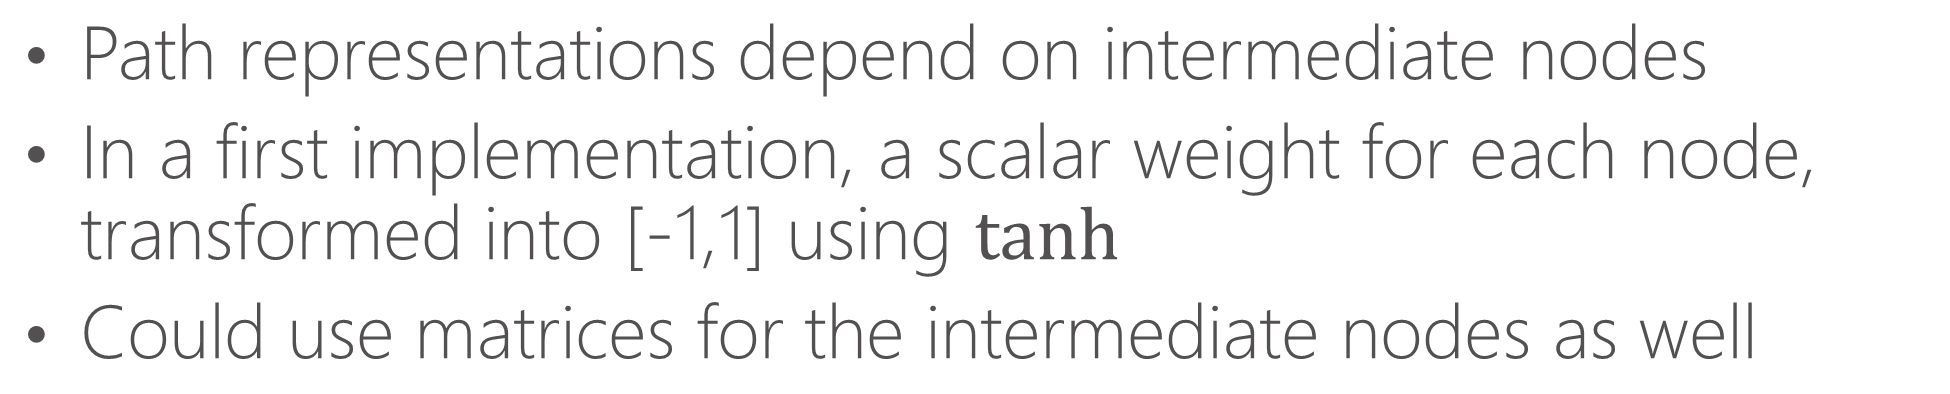 • Path representations depend on intermediate nodes
• In a first implementation, a scalar weight for each node,
transformed into [-1,1] using tanh
• Could use matrices for the intermediate nodes as well